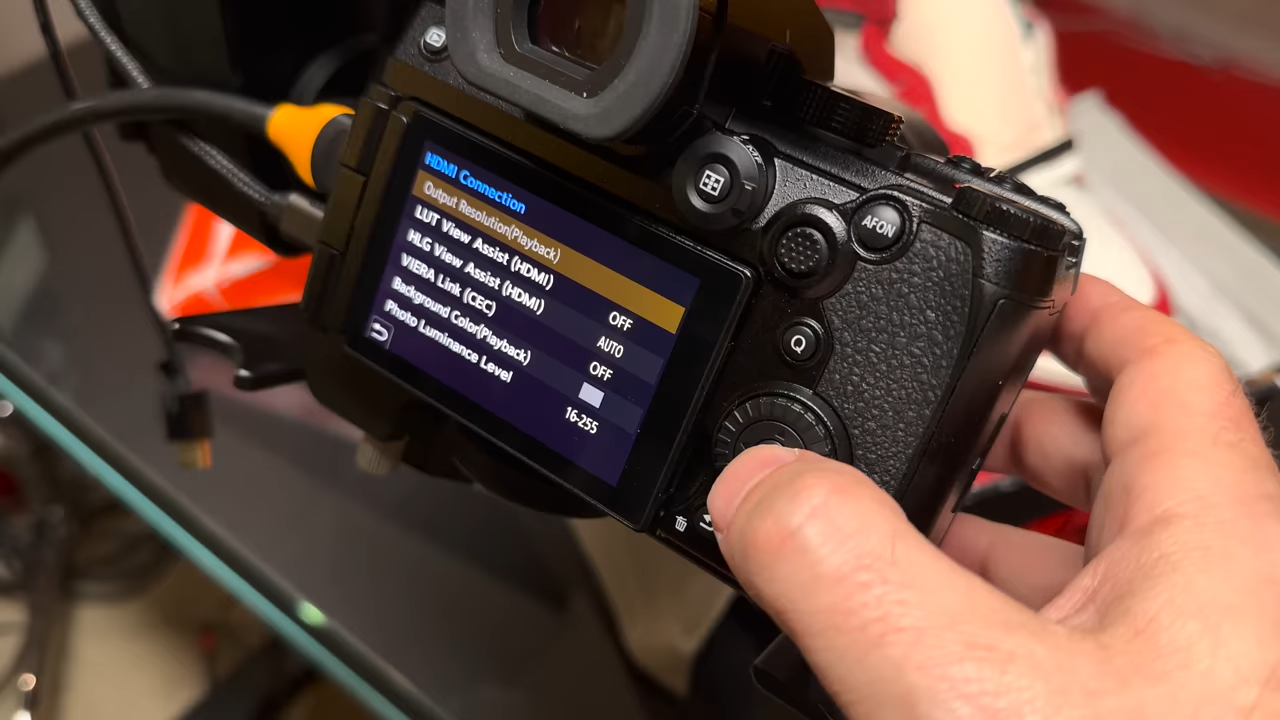 HDMI Connection
Output Resolution(Playback)
LUT View Assist (HDMI) OFF
HLG View Assist (HDMI) AUTO
VIERA Link (CEC) OFF
Background Color(Playback)
Photo Luminance Level 16-255
AFON
Q